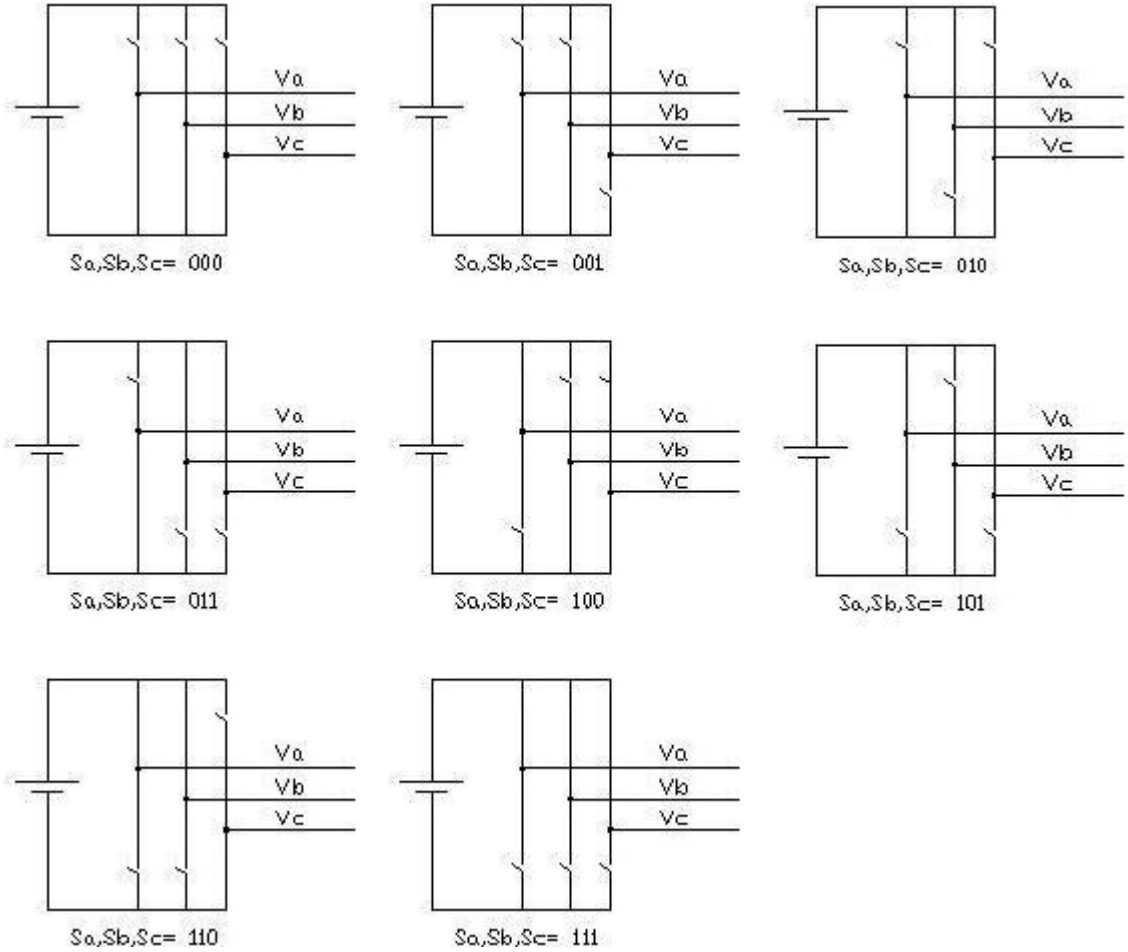 Va
Vb
Vc
Sa,Sb,Sc= 000
Va
Vb
Vc
Sa,Sb,Sc= 001
Va
Vb
Vc
Sa,Sb,Sc= 010
Va
Vb
Vc
Sa,Sb,Sc= 011
Va
Vb
Vc
Sa,Sb,Sc= 100
Va
Vb
Vc
Sa,Sb,Sc= 101
Va
Vb
Vc
Sa,Sb,Sc= 110
Va
Vb
Vc
Sa,Sb,Sc= 111